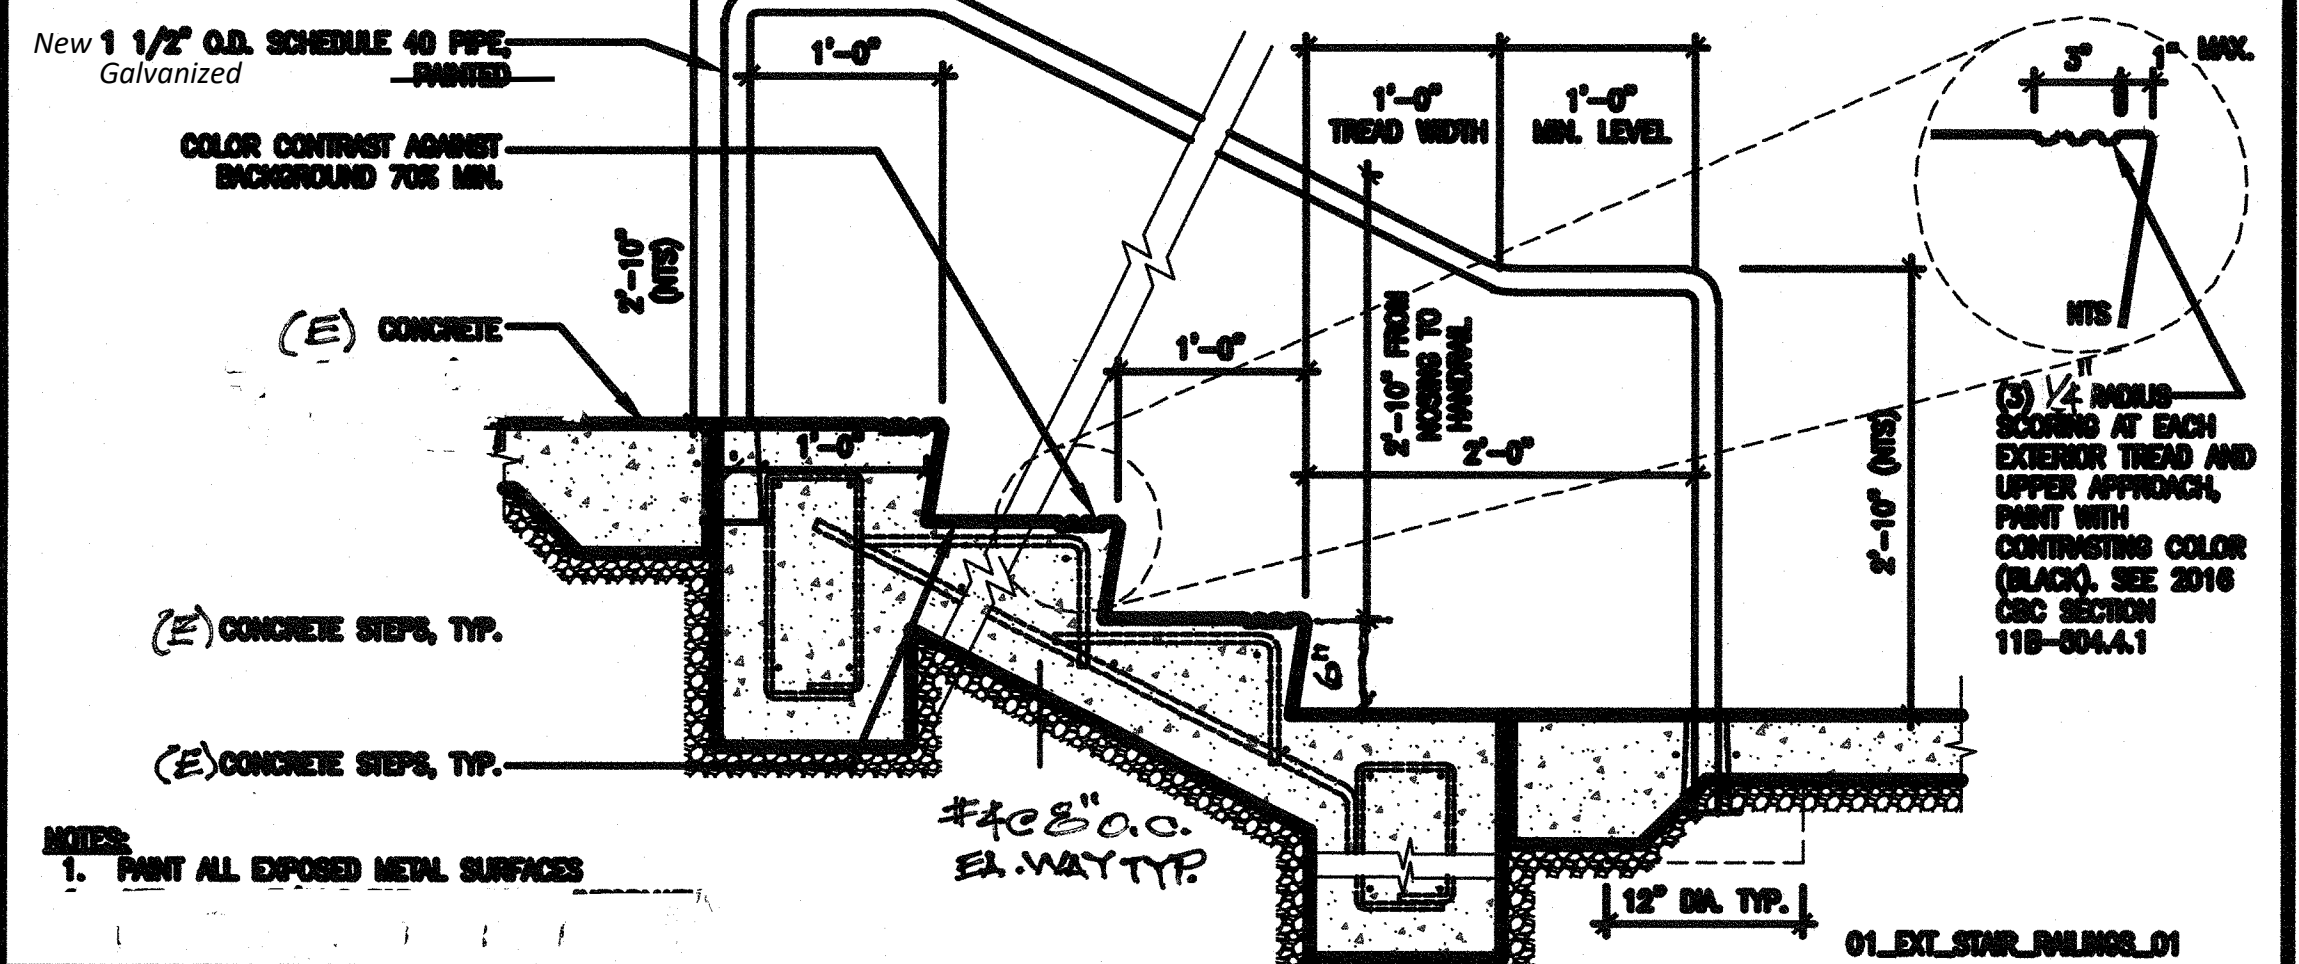 New 1 1/2" O.D. SCHEDULE 40 PIPE,
Galvanized PAINTED
1'-0"
COLOR CONTRAST AGAINST
BACKGROUND 70% MIN.
2'-10"
(NTS)
(E) CONCRETE
1'-0"
(E) CONCRETE STEPS, TYP.
(E) CONCRETE STEPS, TYP.
NOTES:
1. PAINT ALL EXPOSED METAL SURFACES
#4@8" O.C.
EA. WAY TYP.
1'-0"
TREAD WIDTH
1'-0"
MIN. LEVEL
1'-0"
2'-10" FROM
NOSING TO
HANDRAIL
2'-0"
6"
2'-10" (NTS)
12" DIA. TYP.
3"
1" MAX.
NTS
(3) 1/4" RADIUS
SCORING AT EACH
EXTERIOR TREAD AND
UPPER APPROACH,
PAINT WITH
CONTRASTING COLOR
(BLACK). SEE 2016
CBC SECTION
11B-504.4.1
01_EXT_STAIR_RAILINGS_01